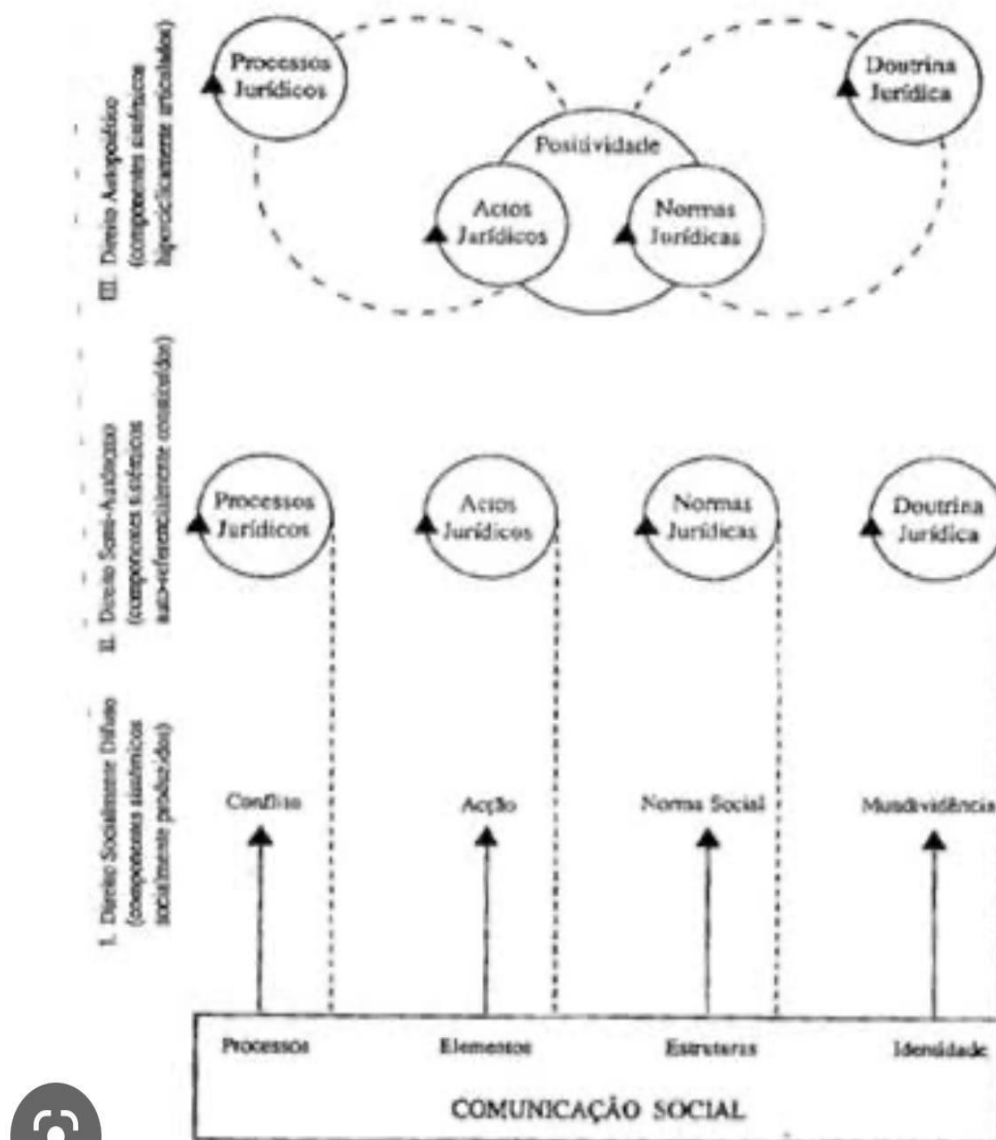 III. Direito Autopoiético
(componentes sistémicos
hiperciclicamente articulados)
Processos
Jurídicos
Doutrina
Jurídica
Positividade
Actos
Jurídicos
Normas
Jurídicas
II. Direito Semi-Autónomo
(componentes sistémicos
auto-referencialmente constituídos)
Processos
Jurídicos
Actos
Jurídicos
Normas
Jurídicas
Doutrina
Jurídica
I. Direito Socialmente Difuso
(componentes sistémicos
socialmente produzidos)
Conflito
Acção
Norma Social
Mundividência
Processos
Elementos
Estruturas
Identidade
COMUNICAÇÃO SOCIAL